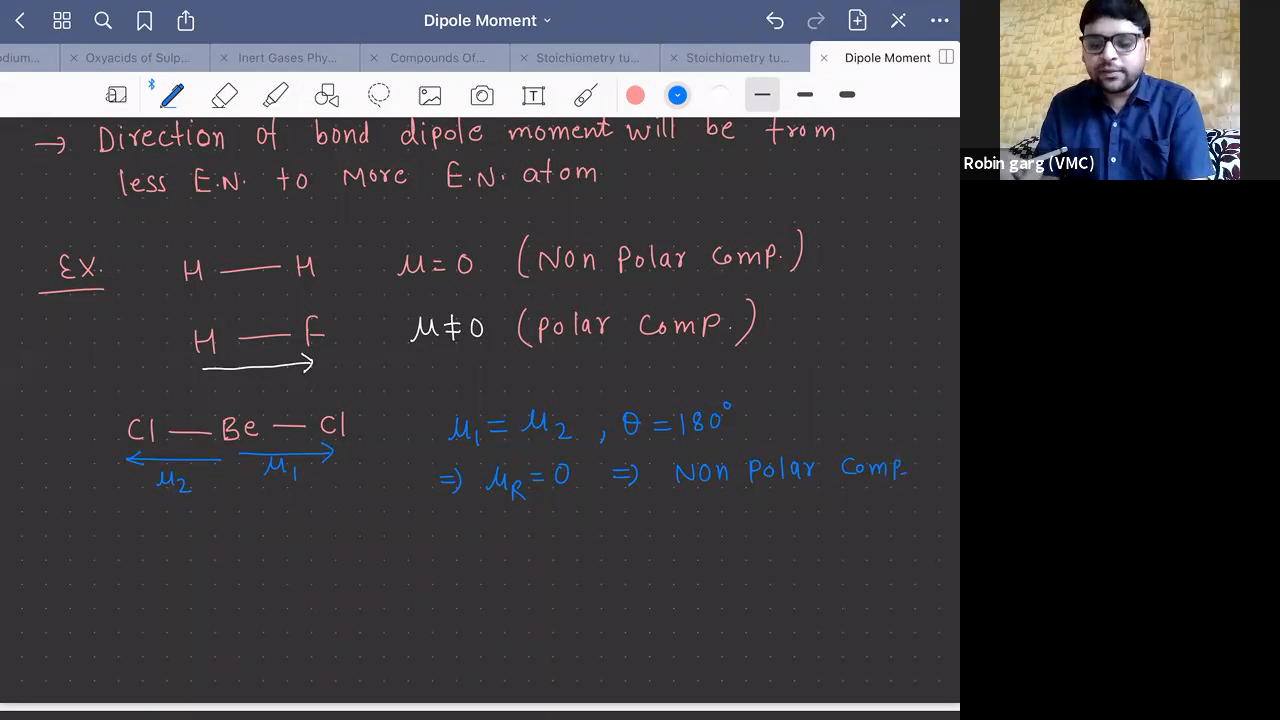 Dipole Moment
odium...
Oxyacids of Sulp...
Inert Gases Phy...
Compounds Of...
Stoichiometry tu...
Stoichiometry tu...
Dipole Moment
T
Robin garg (VMC)
→ Direction of bond dipole moment will be from
less E.N. to More E.N. atom
Ex. H — H μ = 0 (Non Polar Comp.)
H — F μ ≠ 0 (Polar Comp.)
Cl — Be — Cl μ1 = μ2 , θ = 180°
μ2 μ1
⇒ μR = 0 ⇒ Non Polar Comp.